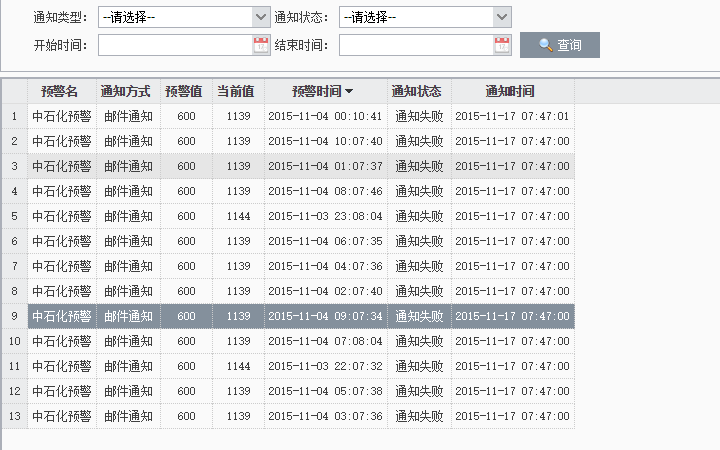 通知类型： --请选择-- 通知状态： --请选择--
开始时间： 结束时间： 查询
预警名 通知方式 预警值 当前值 预警时间 通知状态 通知时间
1 中石化预警 邮件通知 600 1139 2015-11-04 00:10:41 通知失败 2015-11-17 07:47:01
2 中石化预警 邮件通知 600 1139 2015-11-04 10:07:40 通知失败 2015-11-17 07:47:00
3 中石化预警 邮件通知 600 1139 2015-11-04 01:07:37 通知失败 2015-11-17 07:47:00
4 中石化预警 邮件通知 600 1139 2015-11-04 08:07:46 通知失败 2015-11-17 07:47:00
5 中石化预警 邮件通知 600 1144 2015-11-03 23:08:04 通知失败 2015-11-17 07:47:00
6 中石化预警 邮件通知 600 1139 2015-11-04 06:07:35 通知失败 2015-11-17 07:47:00
7 中石化预警 邮件通知 600 1139 2015-11-04 04:07:36 通知失败 2015-11-17 07:47:00
8 中石化预警 邮件通知 600 1139 2015-11-04 02:07:40 通知失败 2015-11-17 07:47:00
9 中石化预警 邮件通知 600 1139 2015-11-04 09:07:34 通知失败 2015-11-17 07:47:00
10 中石化预警 邮件通知 600 1139 2015-11-04 07:08:04 通知失败 2015-11-17 07:47:00
11 中石化预警 邮件通知 600 1144 2015-11-03 22:07:32 通知失败 2015-11-17 07:47:00
12 中石化预警 邮件通知 600 1139 2015-11-04 05:07:38 通知失败 2015-11-17 07:47:00
13 中石化预警 邮件通知 600 1139 2015-11-04 03:07:36 通知失败 2015-11-17 07:47:00